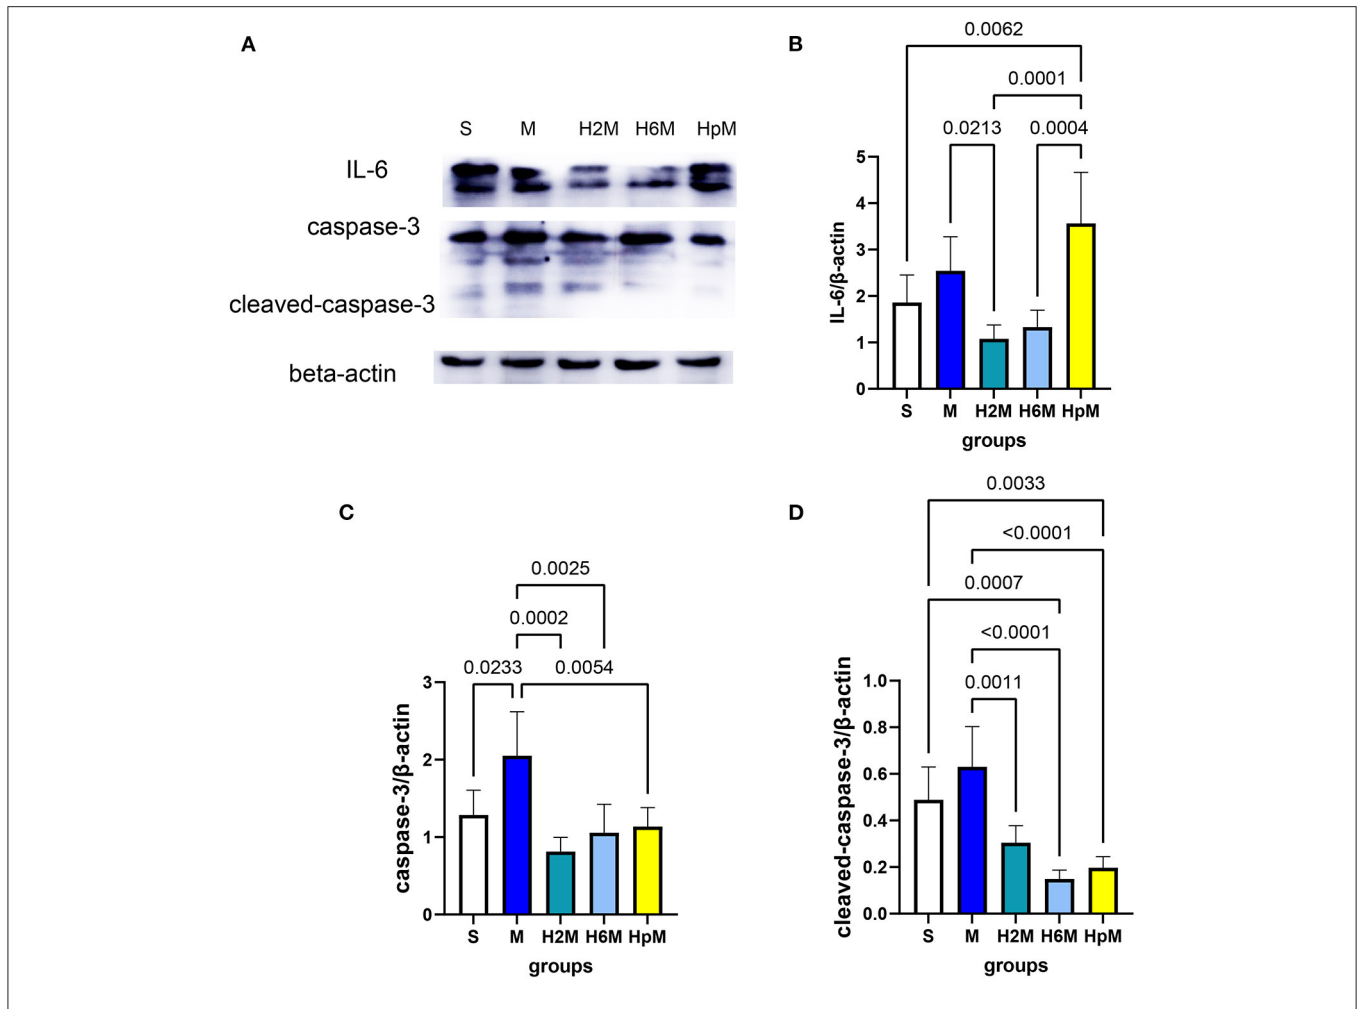 A
S M H2M H6M HpM
IL-6
caspase-3
cleaved-caspase-3
beta-actin
B
0.0062
0.0001
0.0213 0.0004
5
4
3
2
1
0
IL-6/β-actin
S M H2M H6M HpM
groups
C
0.0025
0.0002
0.0233 0.0054
3
2
1
0
caspase-3/β-actin
S M H2M H6M HpM
groups
D
0.0033
<0.0001
0.0007
<0.0001
0.0011
1.0
0.8
0.6
0.4
0.2
0.0
cleaved-caspase-3/β-actin
S M H2M H6M HpM
groups